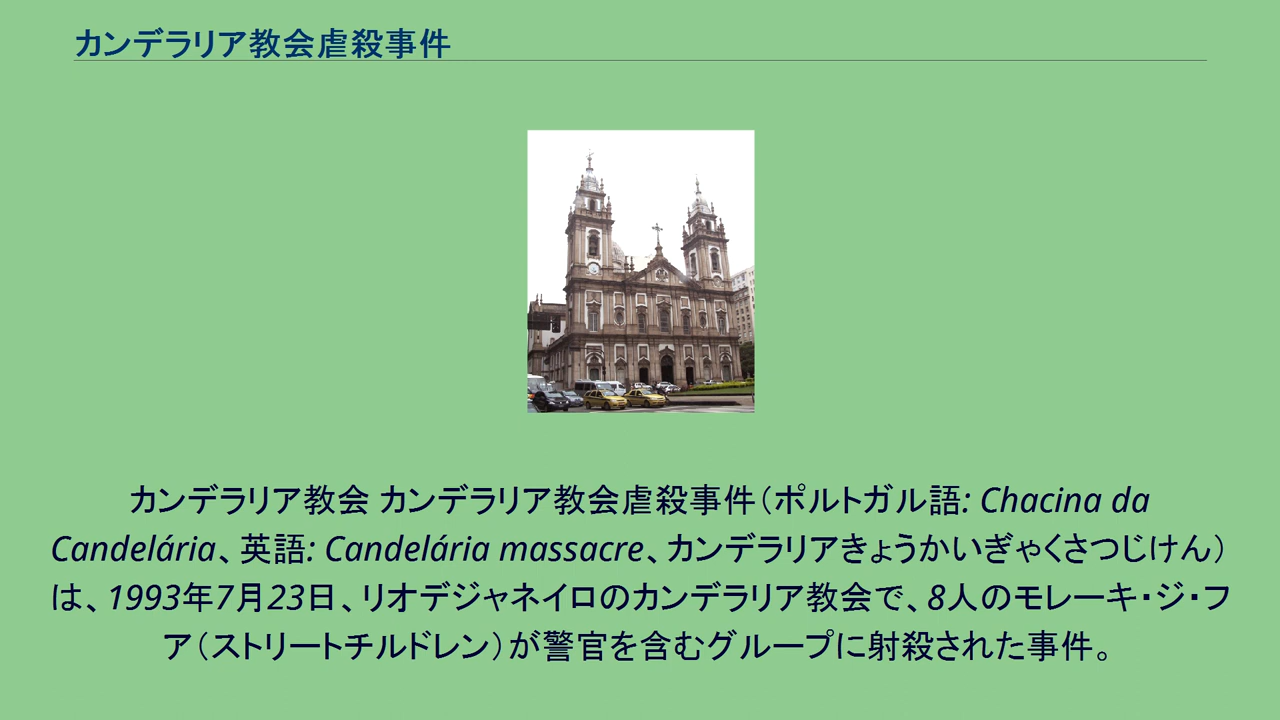 カンデラリア教会虐殺事件
カンデラリア教会 カンデラリア教会虐殺事件（ポルトガル語: Chacina da
Candelária、英語: Candelária massacre、カンデラリアきょうかいぎゃくさつじけん）
は、1993年7月23日、リオデジャネイロのカンデラリア教会で、8人のモレーキ・ジ・フ
ア（ストリートチルドレン）が警官を含むグループに射殺された事件。